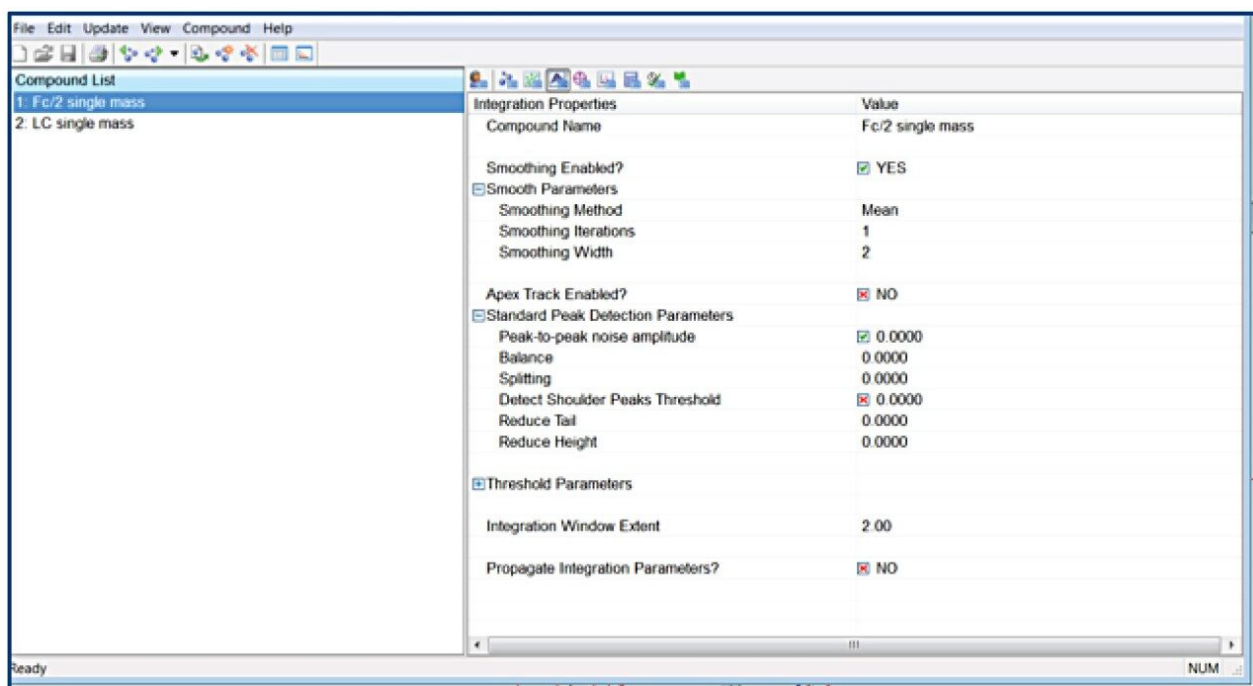 File Edit Update View Compound Help
Compound List
1: Fc/2 single mass
2: LC single mass
Integration Properties Value
Compound Name Fc/2 single mass
Smoothing Enabled? YES
Smooth Parameters
Smoothing Method Mean
Smoothing Iterations 1
Smoothing Width 2
Apex Track Enabled? NO
Standard Peak Detection Parameters
Peak-to-peak noise amplitude 0.0000
Balance 0.0000
Splitting 0.0000
Detect Shoulder Peaks Threshold 0.0000
Reduce Tail 0.0000
Reduce Height 0.0000
Threshold Parameters
Integration Window Extent 2.00
Propagate Integration Parameters? NO
Ready NUM